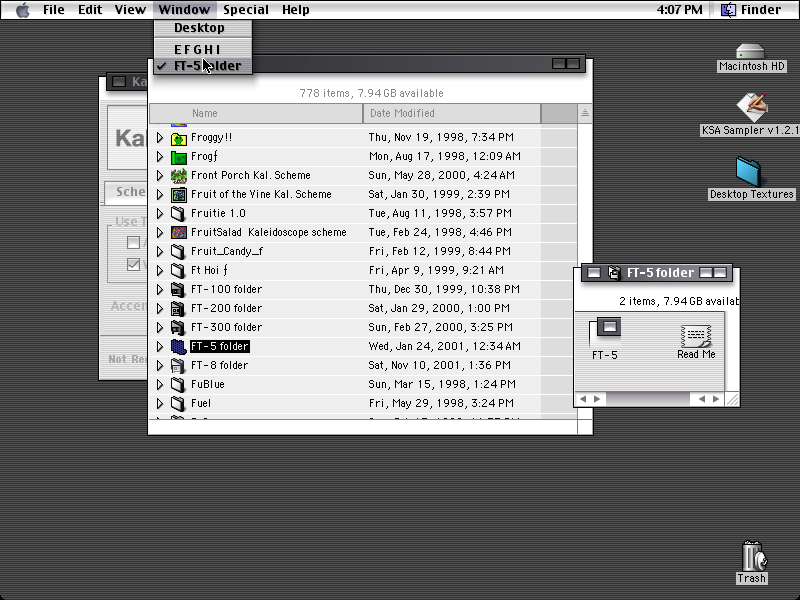 File Edit View Window Special Help 4:07 PM Finder
Desktop
E F G H I
✓ FT-5 folder
Ka
778 items, 7.94 GB available
Name Date Modified
Froggy!! Thu, Nov 19, 1998, 7:34 PM
Frogƒ Mon, Aug 17, 1998, 12:09 AM
Front Porch Kal. Scheme Sun, May 28, 2000, 4:24 AM
Fruit of the Vine Kal. Scheme Sat, Jan 30, 1999, 2:39 PM
Fruitie 1.0 Tue, Aug 11, 1998, 3:57 PM
FruitSalad Kaleidoscope scheme Tue, Feb 24, 1998, 4:46 PM
Fruit_Candy_f Fri, Feb 12, 1999, 8:44 PM
Ft Hoi ƒ Fri, Apr 9, 1999, 9:21 AM
FT-100 folder Thu, Dec 30, 1999, 10:38 PM
FT-200 folder Sat, Jan 29, 2000, 1:00 PM
FT-300 folder Sun, Feb 27, 2000, 3:25 PM
FT-5 folder Wed, Jan 24, 2001, 12:34 AM
FT-8 folder Sat, Nov 10, 2001, 1:36 PM
FuBlue Sun, Mar 15, 1998, 1:24 PM
Fuel Fri, May 29, 1998, 3:24 PM
Kal
Sche
Use T
Accen
Not Re
FT-5 folder
2 items, 7.94 GB availab
FT-5
Read Me
Macintosh HD
KSA Sampler v1.2.1
Desktop Textures
Trash